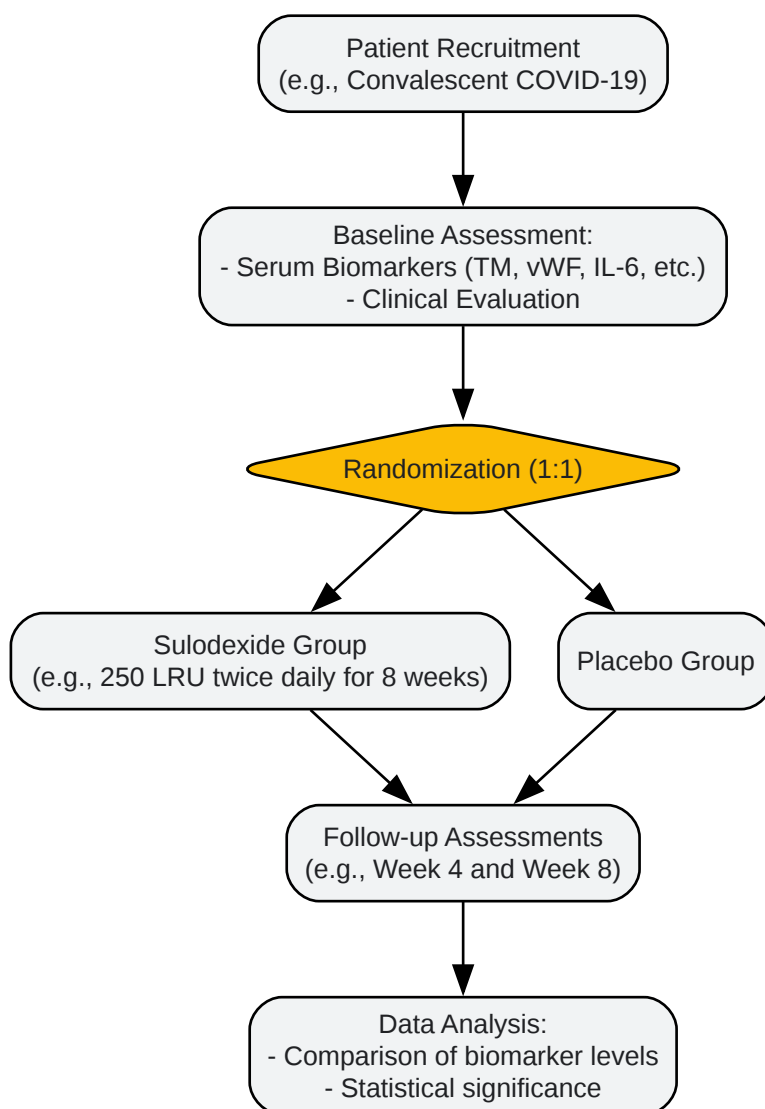 Patient Recruitment
(e.g., Convalescent COVID-19)
Baseline Assessment:
- Serum Biomarkers (TM, vWF, IL-6, etc.)
- Clinical Evaluation
Randomization (1:1)
Sulodexide Group
(e.g., 250 LRU twice daily for 8 weeks)
Placebo Group
Follow-up Assessments
(e.g., Week 4 and Week 8)
Data Analysis:
- Comparison of biomarker levels
- Statistical significance